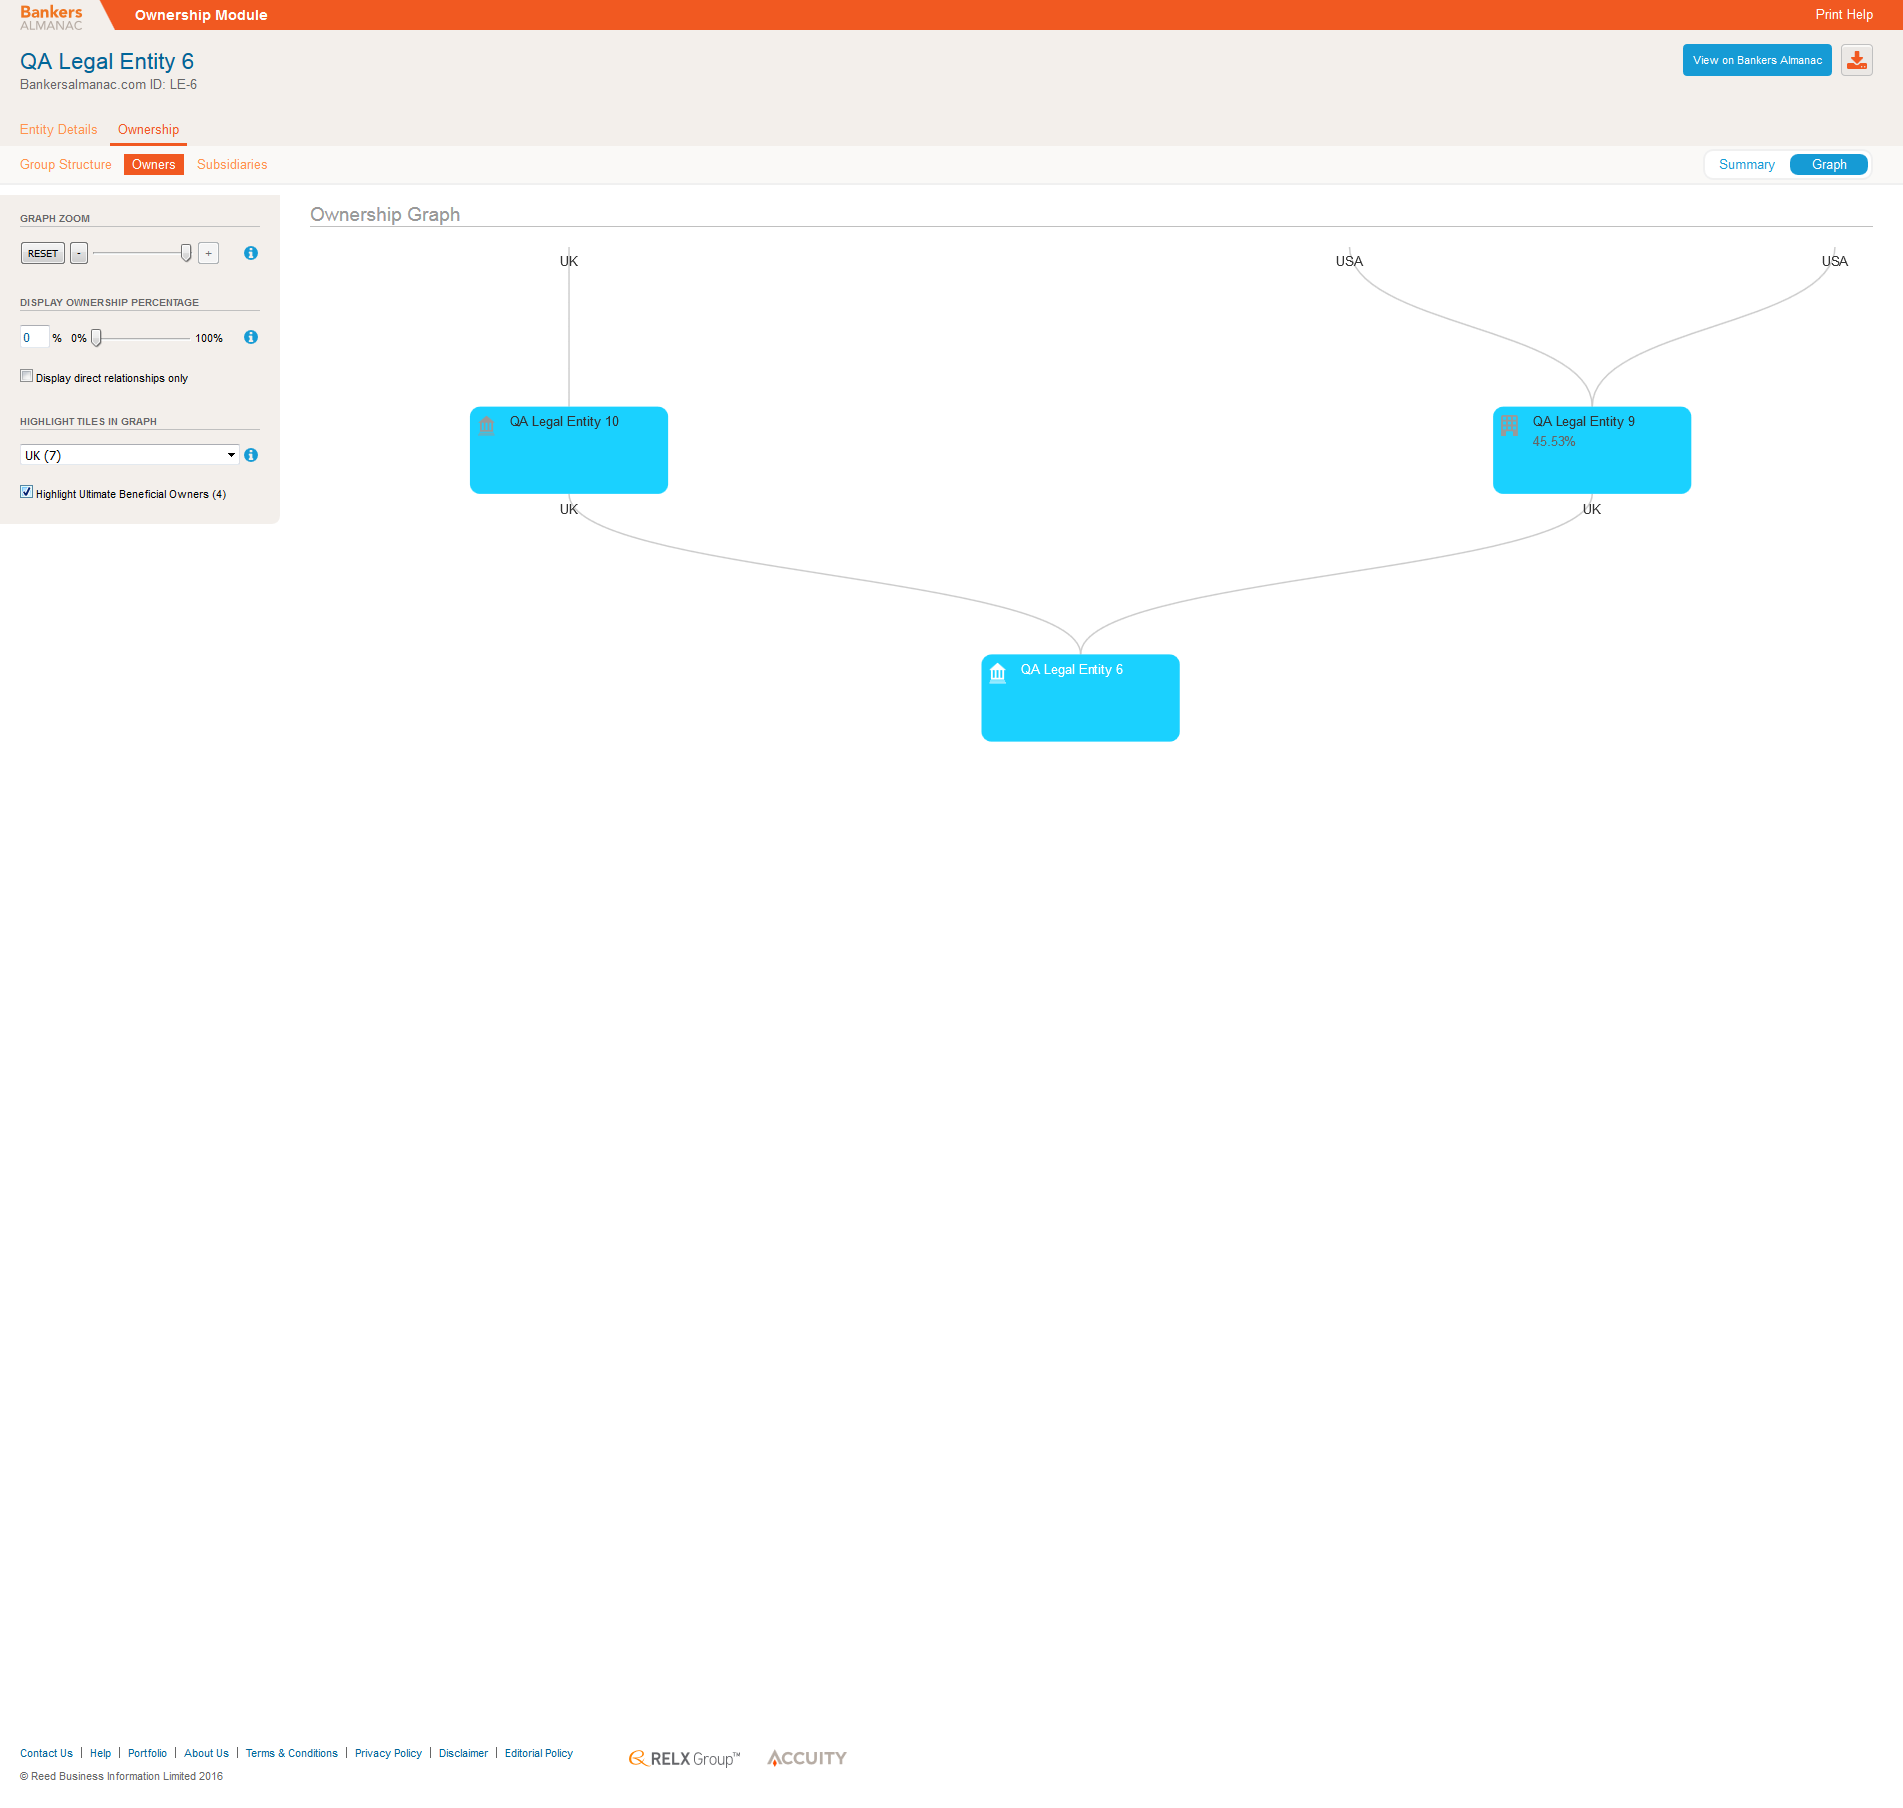 Bankers
ALMANAC
Ownership Module
Print Help
QA Legal Entity 6
Bankersalmanac.com ID: LE-6
View on Bankers Almanac
Entity Details
Ownership
Group Structure
Owners
Subsidiaries
Summary
Graph
GRAPH ZOOM
RESET
-
+
DISPLAY OWNERSHIP PERCENTAGE
0 % 0% 100%
Display direct relationships only
HIGHLIGHT TILES IN GRAPH
UK (7)
Highlight Ultimate Beneficial Owners (4)
Ownership Graph
UK
USA
USA
QA Legal Entity 10
QA Legal Entity 9
45.53%
UK
UK
QA Legal Entity 6
Contact Us | Help | Portfolio | About Us | Terms & Conditions | Privacy Policy | Disclaimer | Editorial Policy
RELX Group™
ACCUITY
© Reed Business Information Limited 2016